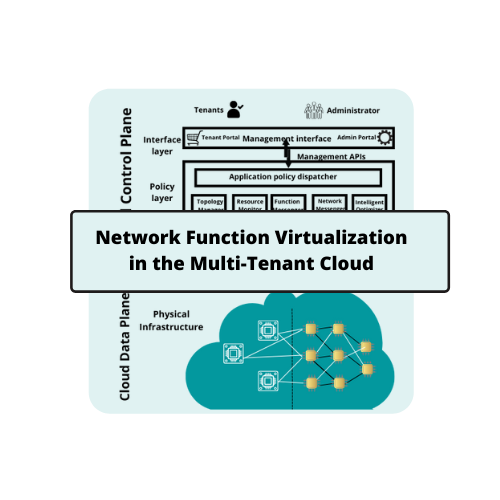 Tenants
Administrator
Interface
layer
Tenant Portal Management interface Admin Portal
Management APIs
Application policy dispatcher
Policy
layer
Topology
Resource
Function
Network
Intelligent
Control Plane
Network Function Virtualization
in the Multi-Tenant Cloud
Physical
Infrastructure
Cloud Data Plane